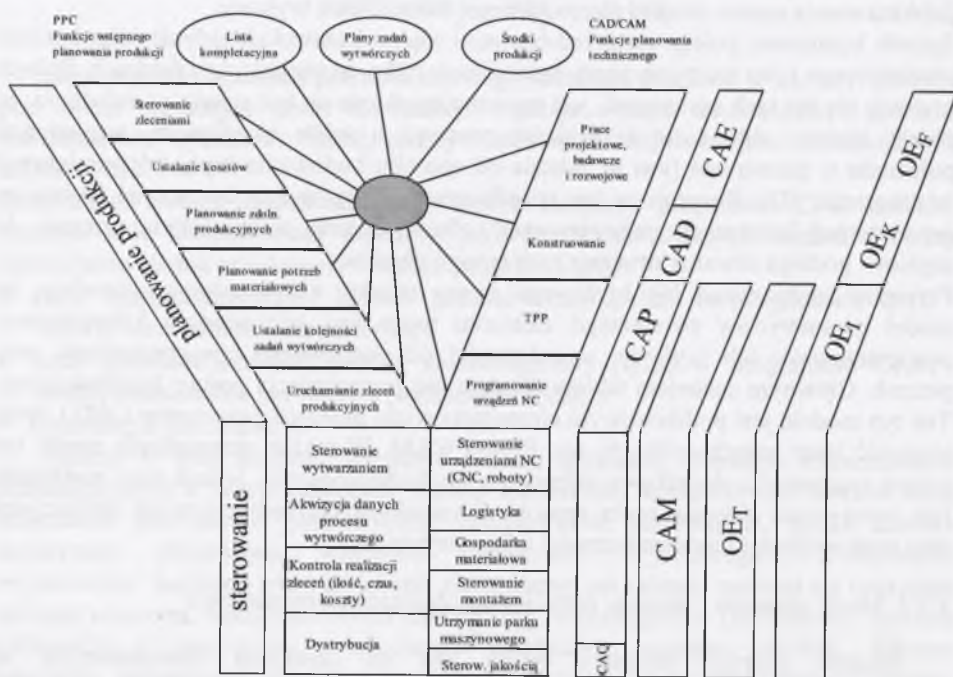 PPC
Funkcje wstępnego
planowania produkcji
Lista
kompletacyjna
Plany zadań
wytwórczych
Środki
produkcji
CAD/CAM
Funkcje planowania
technicznego
Sterowanie
zleceniami
Ustalanie kosztów
Planowanie zdoln.
produkcyjnych
Planowanie potrzeb
materiałowych
Ustalanie kolejności
zadań wytwórczych
Uruchamianie zleceń
produkcyjnych
planowanie produkcji
Prace
projektowe,
badawcze
i rozwojowe
Konstruowanie
TPP
Programowanie
urządzeń NC
CAP
CAD
CAE
OE_I
OE_K
OE_P
sterowanie
Sterowanie
wytwarzaniem
Akwizycja danych
procesu
wytwórczego
Kontrola realizacji
zleceń (ilość, czas,
koszty)
Dystrybucja
Sterowanie
urządzeniami NC
(CNC, roboty)
Logistyka
Gospodarka
materiałowa
Sterowanie
montażem
Utrzymanie parku
maszynowego
Sterow. jakością
CAQ
CAM
OE_T